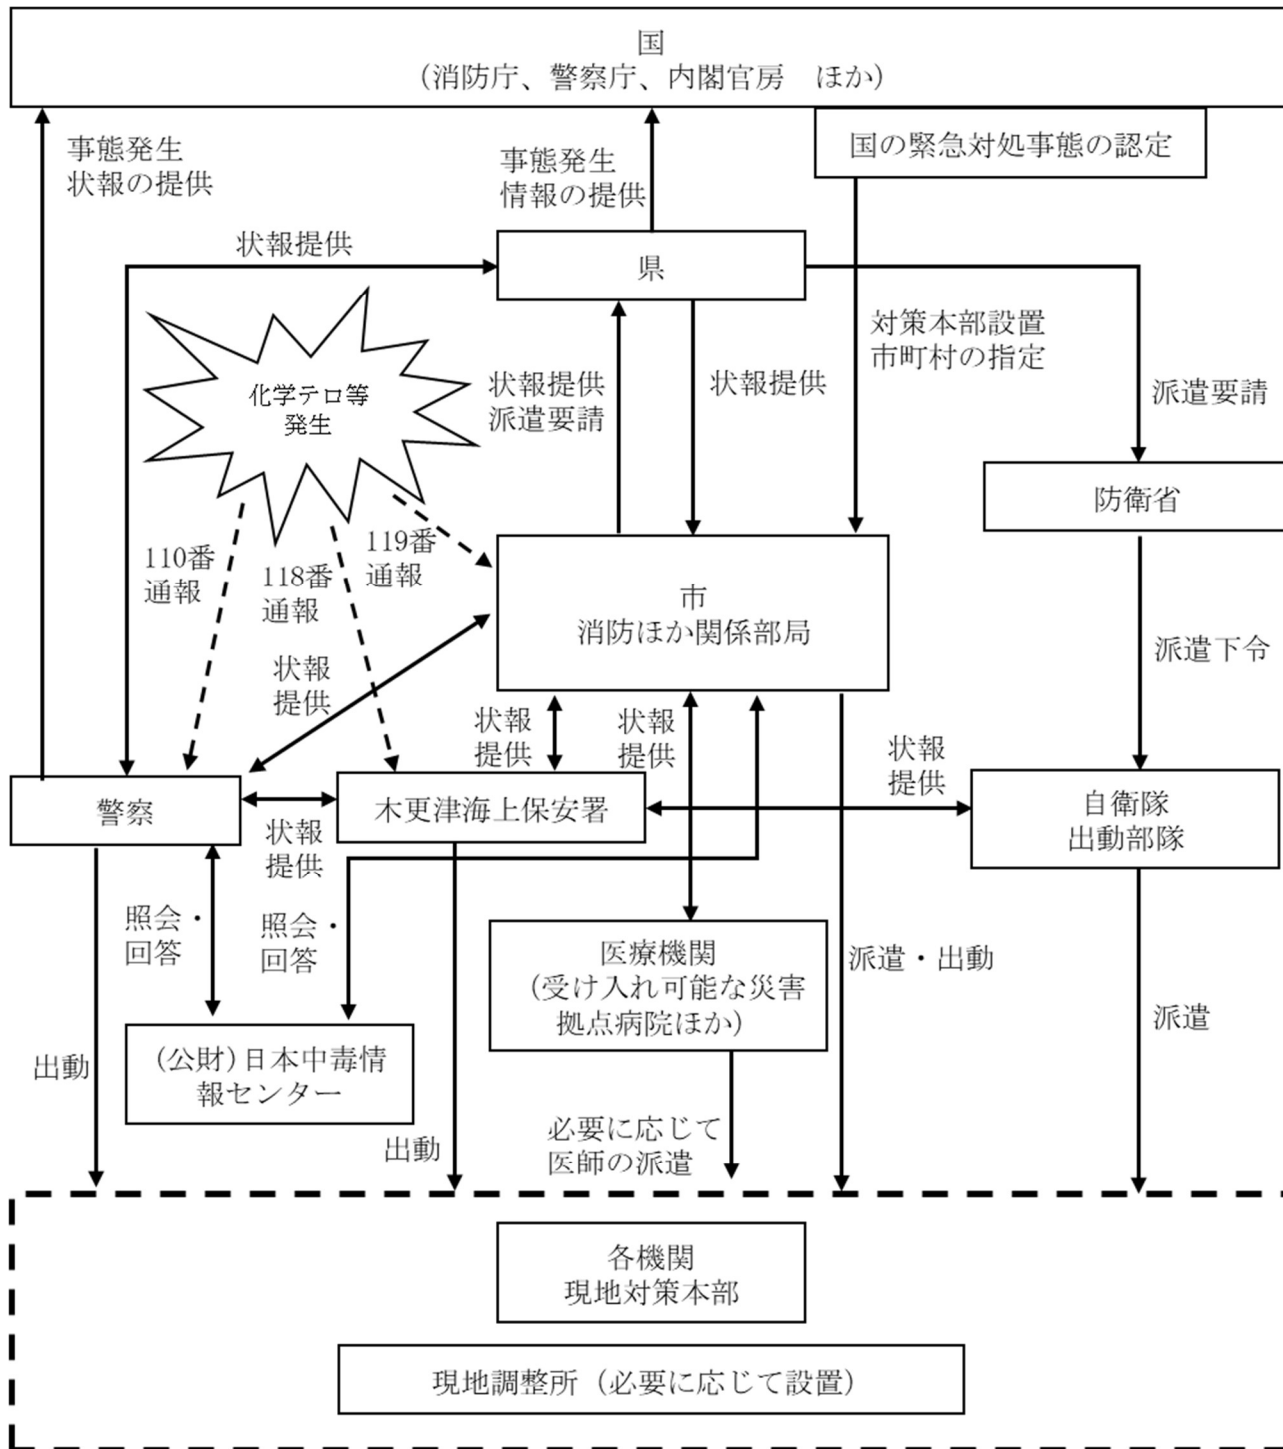 国
（消防庁、警察庁、内閣官房　ほか）
国の緊急対処事態の認定
事態発生
状報の提供
事態発生
情報の提供
状報提供
県
対策本部設置
市町村の指定
化学テロ等
発生
状報提供
派遣要請
状報提供
派遣要請
防衛省
110番
通報
118番
通報
119番
通報
市
消防ほか関係部局
派遣下令
状報
提供
状報
提供
状報
提供
状報
提供
警察
木更津海上保安署
自衛隊
出動部隊
状報
提供
照会・
回答
照会・
回答
医療機関
（受け入れ可能な災害
拠点病院ほか）
派遣・出動
派遣
(公財)日本中毒情
報センター
出動
出動
必要に応じて
医師の派遣
各機関
現地対策本部
現地調整所（必要に応じて設置）